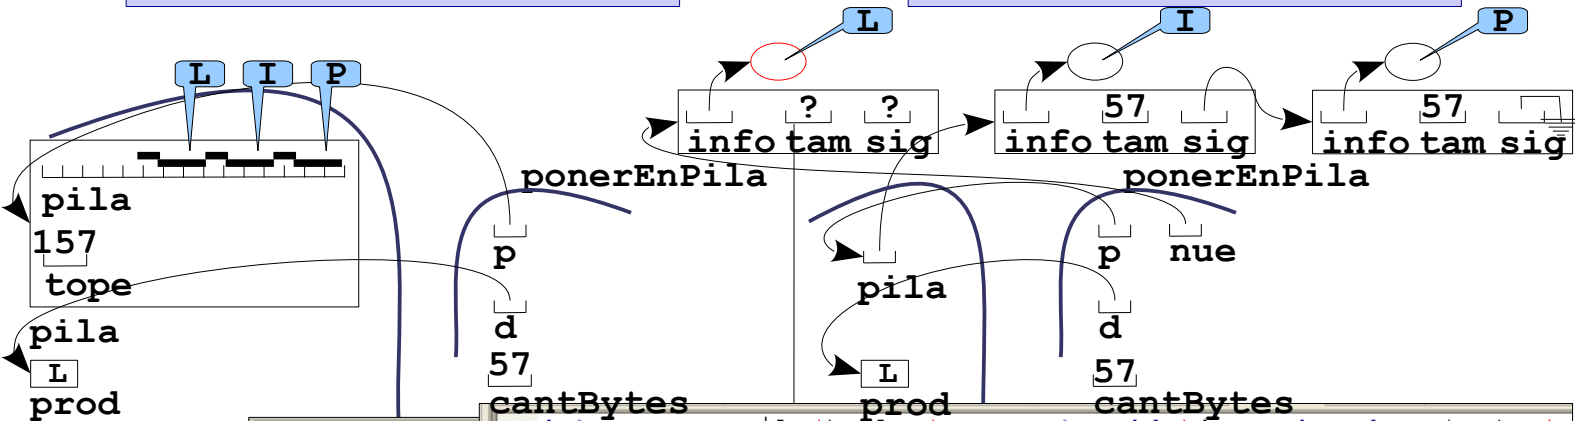 L I P
L
I
P
? ?
info tam sig
57
info tam sig
57
info tam sig
ponerEnPila
ponerEnPila
pila
157
tope
pila
L
prod
p
d
57
cantBytes
pila
L
prod
p
nue
d
57
cantBytes